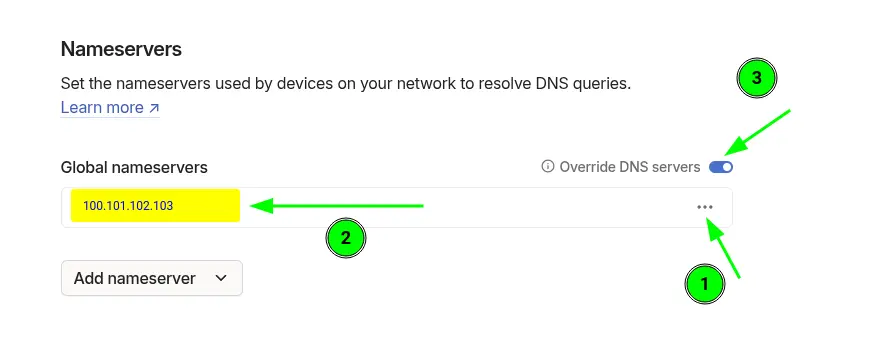 Nameservers
Set the nameservers used by devices on your network to resolve DNS queries.
Learn more ↗
3
Global nameservers
Override DNS servers
100.101.102.103
2
1
Add nameserver